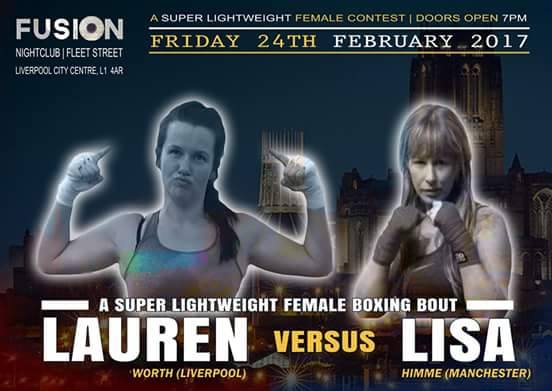 FUSION
NIGHTCLUB | FLEET STREET
LIVERPOOL CITY CENTRE, L1 4AR
A SUPER LIGHTWEIGHT FEMALE CONTEST | DOORS OPEN 7PM
FRIDAY 24TH FEBRUARY 2017
A SUPER LIGHTWEIGHT FEMALE BOXING BOUT
LAUREN VERSUS LISA
WORTH (LIVERPOOL) HIMME (MANCHESTER)